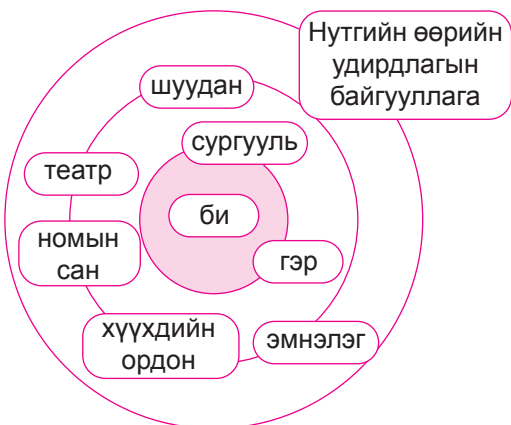 Нутгийн өөрийн
удирдлагын
байгууллага
шуудан
сургууль
театр
би
номын
сан
гэр
хүүхдийн
ордон
эмнэлэг